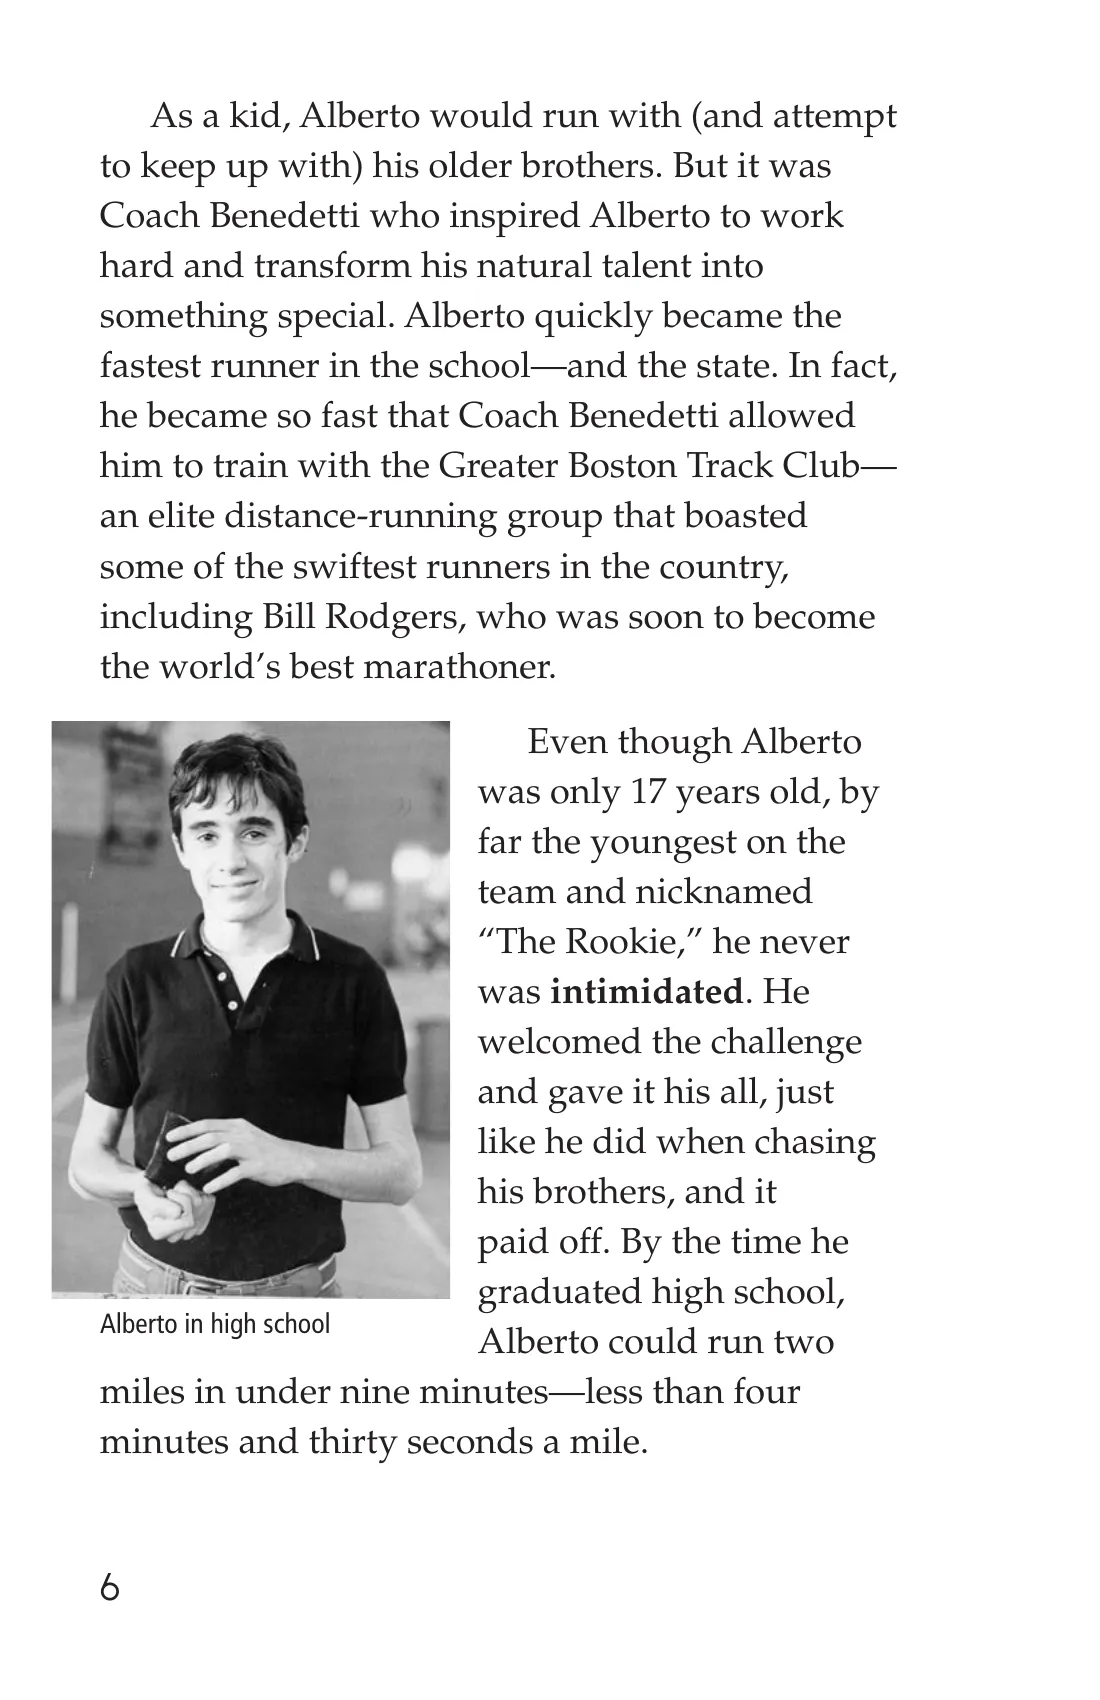 As a kid, Alberto would run with (and attempt
to keep up with) his older brothers. But it was
Coach Benedetti who inspired Alberto to work
hard and transform his natural talent into
something special. Alberto quickly became the
fastest runner in the school—and the state. In fact,
he became so fast that Coach Benedetti allowed
him to train with the Greater Boston Track Club—
an elite distance-running group that boasted
some of the swiftest runners in the country,
including Bill Rodgers, who was soon to become
the world’s best marathoner.
Even though Alberto
was only 17 years old, by
far the youngest on the
team and nicknamed
“The Rookie,” he never
was intimidated. He
welcomed the challenge
and gave it his all, just
like he did when chasing
his brothers, and it
paid off. By the time he
graduated high school,
Alberto could run two
miles in under nine minutes—less than four
minutes and thirty seconds a mile.
Alberto in high school
6